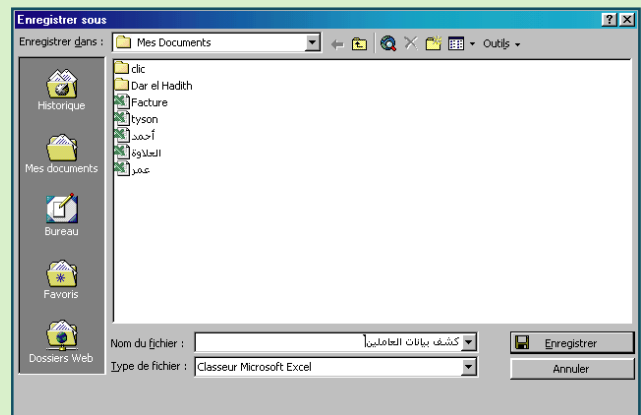 Enregistrer sous
Enregistrer dans : Mes Documents Outils
Historique
Mes documents
Bureau
Favoris
Dossiers Web
clic
Dar el Hadith
Facture
tyson
أحمد
العلاوة
عمر
Nom du fichier : كشف بيانات العاملين Enregistrer
Type de fichier : Classeur Microsoft Excel Annuler